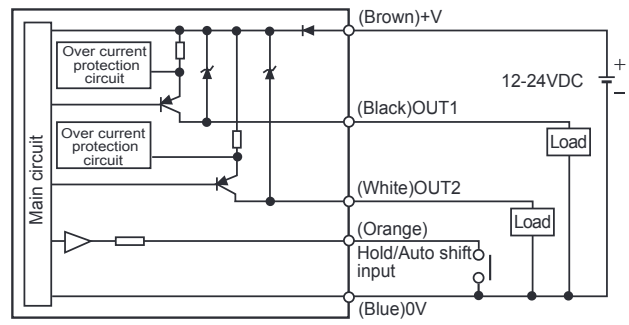 (Brown)+V
Over current
protection
circuit
12-24VDC
+
−
(Black)OUT1
Load
Over current
protection
circuit
Main circuit
(White)OUT2
Load
(Orange)
Hold/Auto shift
input
(Blue)0V